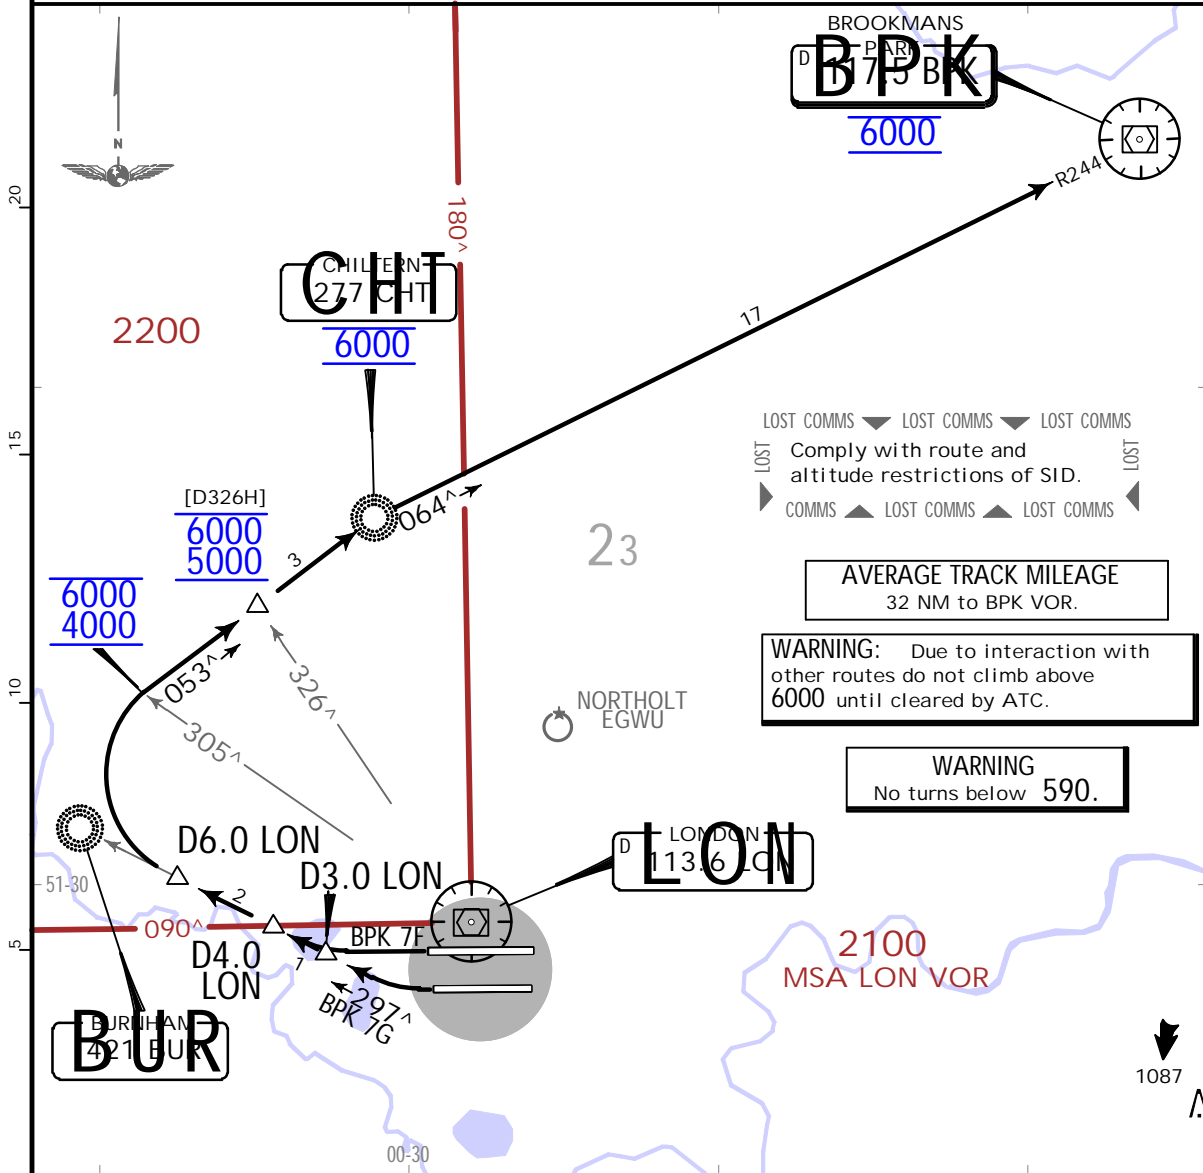 BROOKMANS
PARK
D 117.5 BPK
BPK
6000
R244
N
20
180^
CHILTERN
277 CHT
CHT
6000
2200
17
15
LOST COMMS LOST COMMS LOST COMMS
LOST
Comply with route and
altitude restrictions of SID.
LOST
COMMS LOST COMMS LOST COMMS
[D326H]
6000
5000
064^
3
23
AVERAGE TRACK MILEAGE
32 NM to BPK VOR.
6000
4000
WARNING: Due to interaction with
other routes do not climb above
6000 until cleared by ATC.
053^
326^
305^
10
NORTHOLT
EGWU
WARNING
No turns below 590.
D6.0 LON
D3.0 LON
LONDON
D 113.6 LON
LON
51-30
2
090^
BPK 7F
5
D4.0
LON
1
297^
BPK 7G
2100
MSA LON VOR
BURNHAM
421 BUR
BUR
1087
00-30